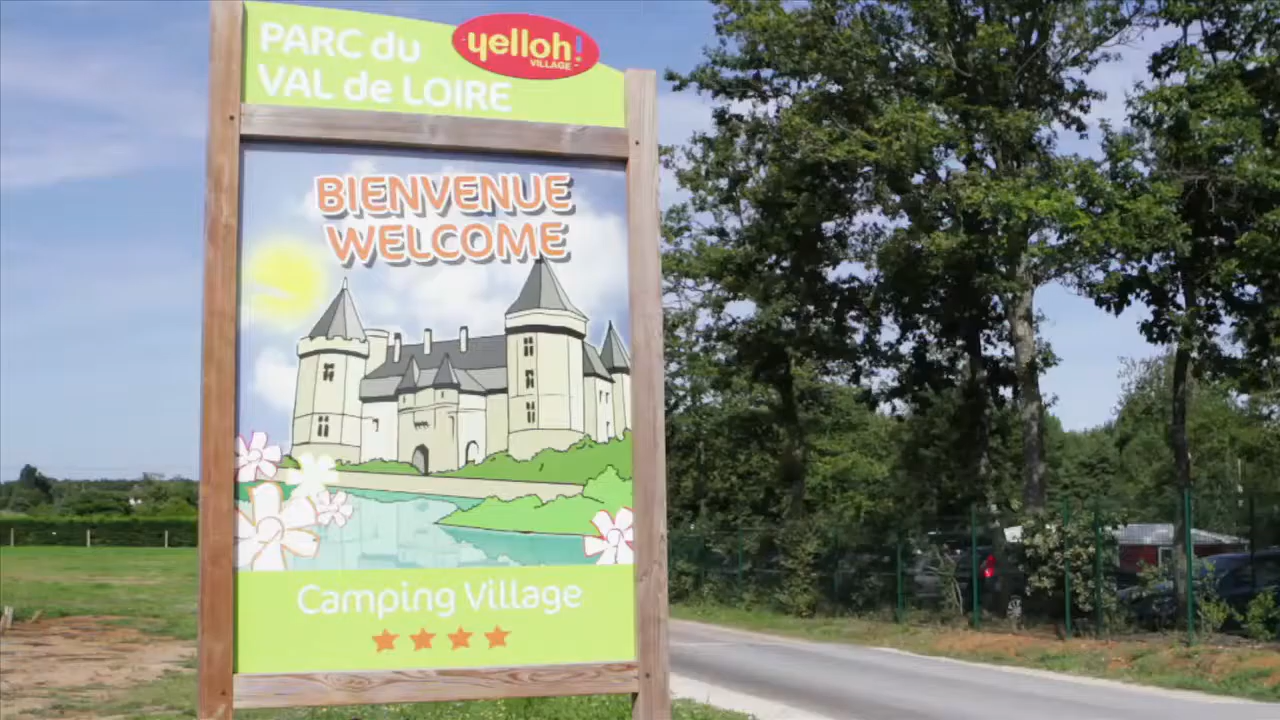 PARC du
VAL de LOIRE
yelloh!
VILLAGE
BIENVENUE
WELCOME
Camping Village